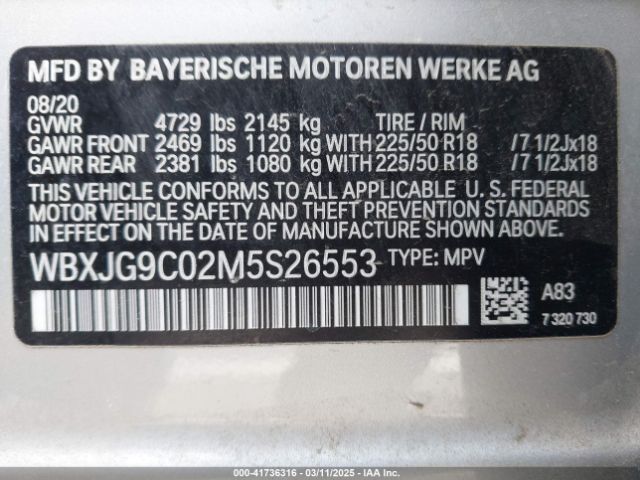 MFD BY BAYERISCHE MOTOREN WERKE AG
08/20
GVWR 4729 lbs 2145 kg TIRE / RIM
GAWR FRONT 2469 lbs 1120 kg WITH 225/50 R18 /7 1/2Jx18
GAWR REAR 2381 lbs 1080 kg WITH 225/50 R18 /7 1/2Jx18
THIS VEHICLE CONFORMS TO ALL APPLICABLE U. S. FEDERAL
MOTOR VEHICLE SAFETY AND THEFT PREVENTION STANDARDS
IN EFFECT ON THE DATE OF MANUFACTURE SHOWN ABOVE.
WBXJG9C02M5S26553 TYPE: MPV
A83
7 320 730
000-41736316 - 03/11/2025 - IAA Inc.